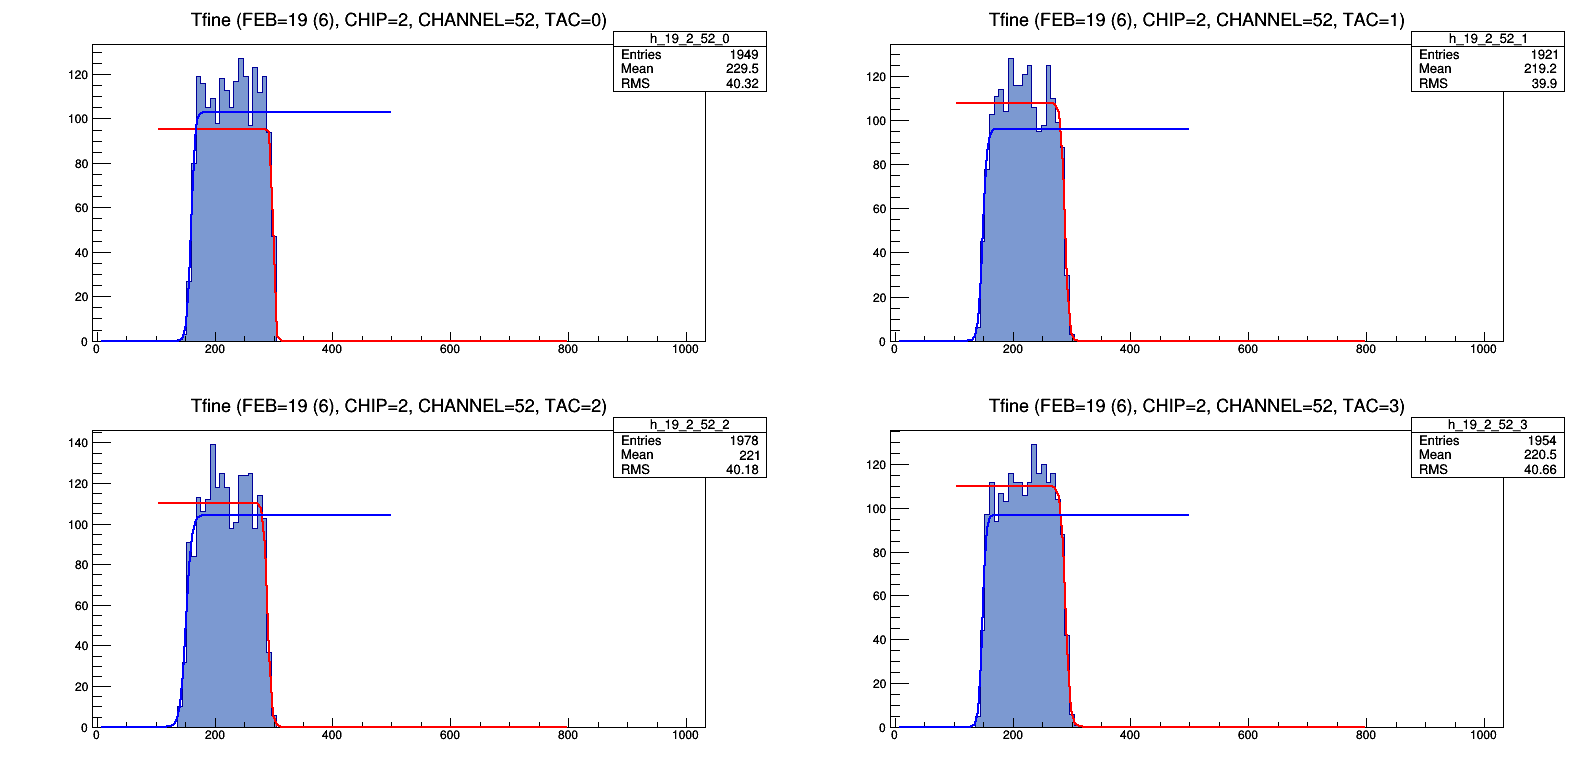 Tfine (FEB=19 (6), CHIP=2, CHANNEL=52, TAC=0)
h_19_2_52_0
Entries 1949
Mean 229.5
RMS 40.32
120
100
80
60
40
20
0
0 200 400 600 800 1000
Tfine (FEB=19 (6), CHIP=2, CHANNEL=52, TAC=1)
h_19_2_52_1
Entries 1921
Mean 219.2
RMS 39.9
120
100
80
60
40
20
0
0 200 400 600 800 1000
Tfine (FEB=19 (6), CHIP=2, CHANNEL=52, TAC=2)
h_19_2_52_2
Entries 1978
Mean 221
RMS 40.18
140
120
100
80
60
40
20
0
0 200 400 600 800 1000
Tfine (FEB=19 (6), CHIP=2, CHANNEL=52, TAC=3)
h_19_2_52_3
Entries 1954
Mean 220.5
RMS 40.66
120
100
80
60
40
20
0
0 200 400 600 800 1000